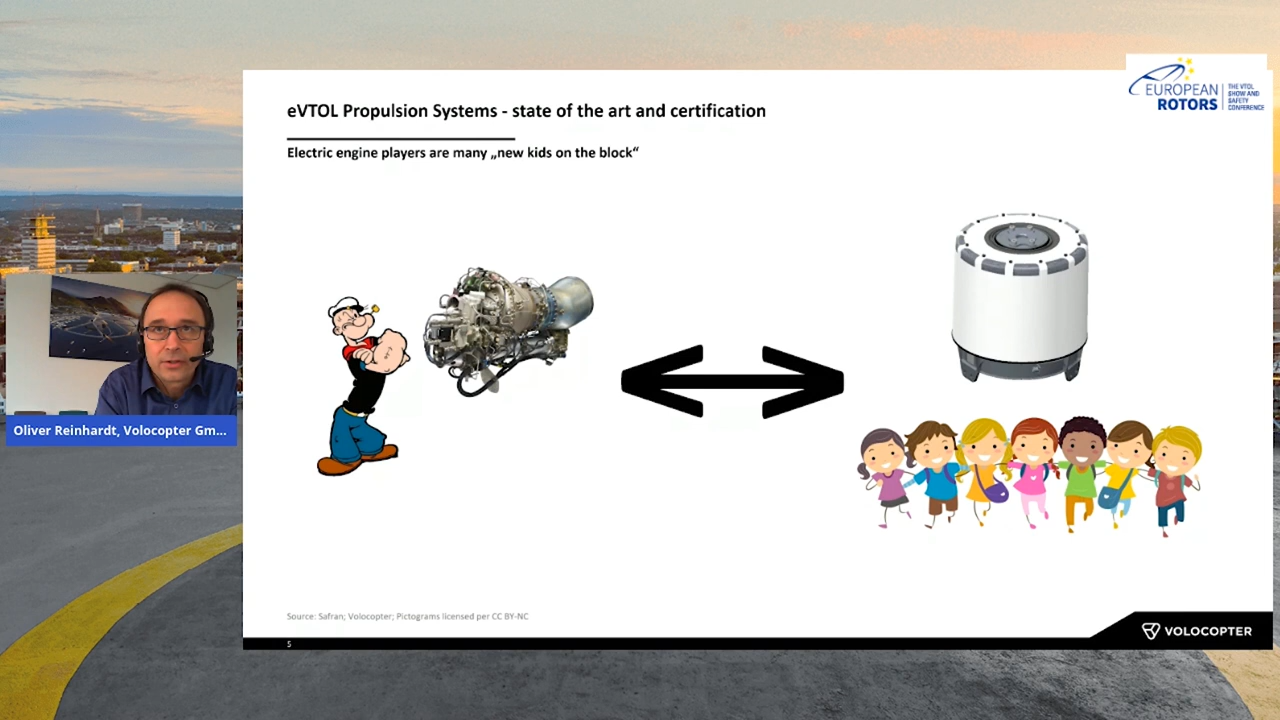 EUROPEAN
ROTORS
THE VTOL
SHOW AND
SAFETY
CONFERENCE
eVTOL Propulsion Systems - state of the art and certification
Electric engine players are many „new kids on the block“
Oliver Reinhardt, Volocopter Gm...
Source: Safran; Volocopter; Pictograms licensed per CC BY-NC
5
VOLOCOPTER